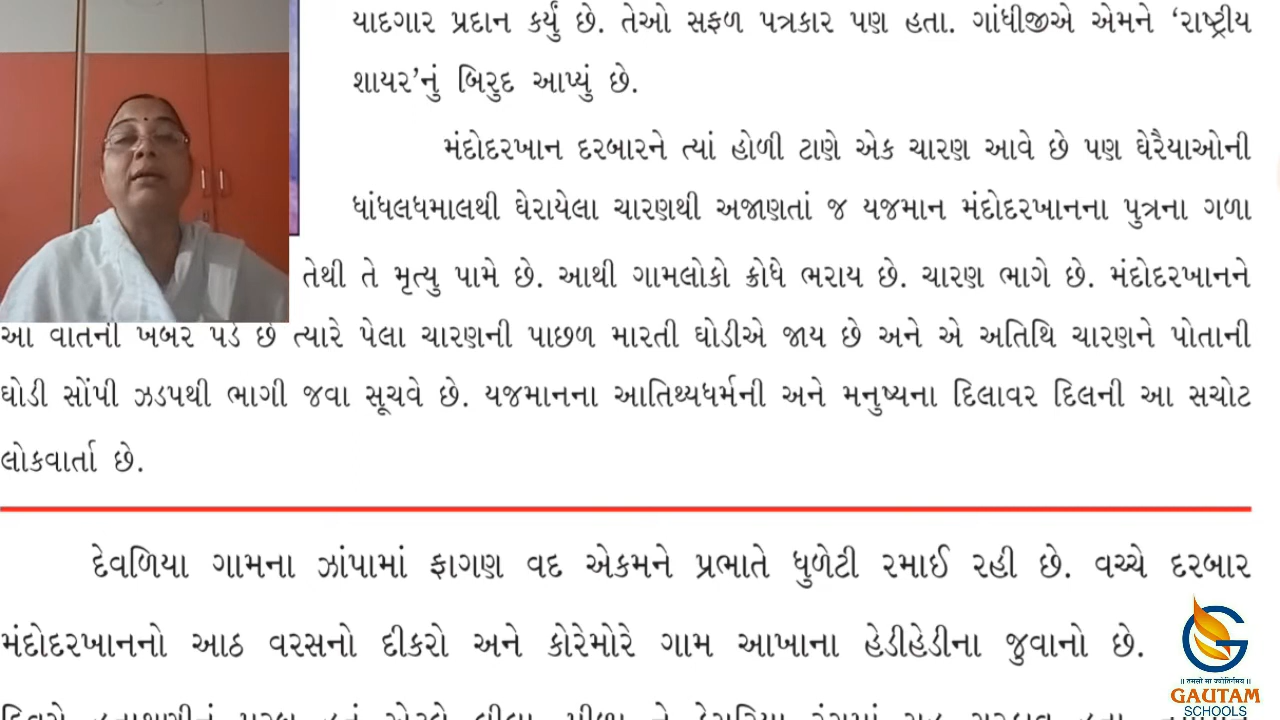 યાદગાર પ્રદાન કર્યું છે. તેઓ સફળ પત્રકાર પણ હતા. ગાંધીજીએ એમને ‘રાષ્ટ્રીય
શાયર’નું બિરુદ આપ્યું છે.
મંદોદરખાન દરબારને ત્યાં હોળી ટાણે એક ચારણ આવે છે પણ ઘેરૈયાઓની
ધાંધલધમાલથી ઘેરાયેલા ચારણથી અજાણતાં જ યજમાન મંદોદરખાનના પુત્રના ગળા
તેથી તે મૃત્યુ પામે છે. આથી ગામલોકો ક્રોધે ભરાય છે. ચારણ ભાગે છે. મંદોદરખાનને
આ વાતની ખબર પડે છે ત્યારે પેલા ચારણની પાછળ મારતી ઘોડીએ જાય છે અને એ અતિથિ ચારણને પોતાની
ઘોડી સોંપી ઝડપથી ભાગી જવા સૂચવે છે. યજમાનના આતિથ્યધર્મની અને મનુષ્યના દિલાવર દિલની આ સચોટ
લોકવાર્તા છે.
દેવળિયા ગામના ઝાંપામાં ફાગણ વદ એકમને પ્રભાતે ધુળેટી રમાઈ રહી છે. વચ્ચે દરબાર
મંદોદરખાનનો આઠ વરસનો દીકરો અને કોરેમોરે ગામ આખાના હેડીહેડીના જુવાનો છે.
॥ તમસો મા જ્યોતિર્ગમય ॥
GAUTAM
SCHOOLS